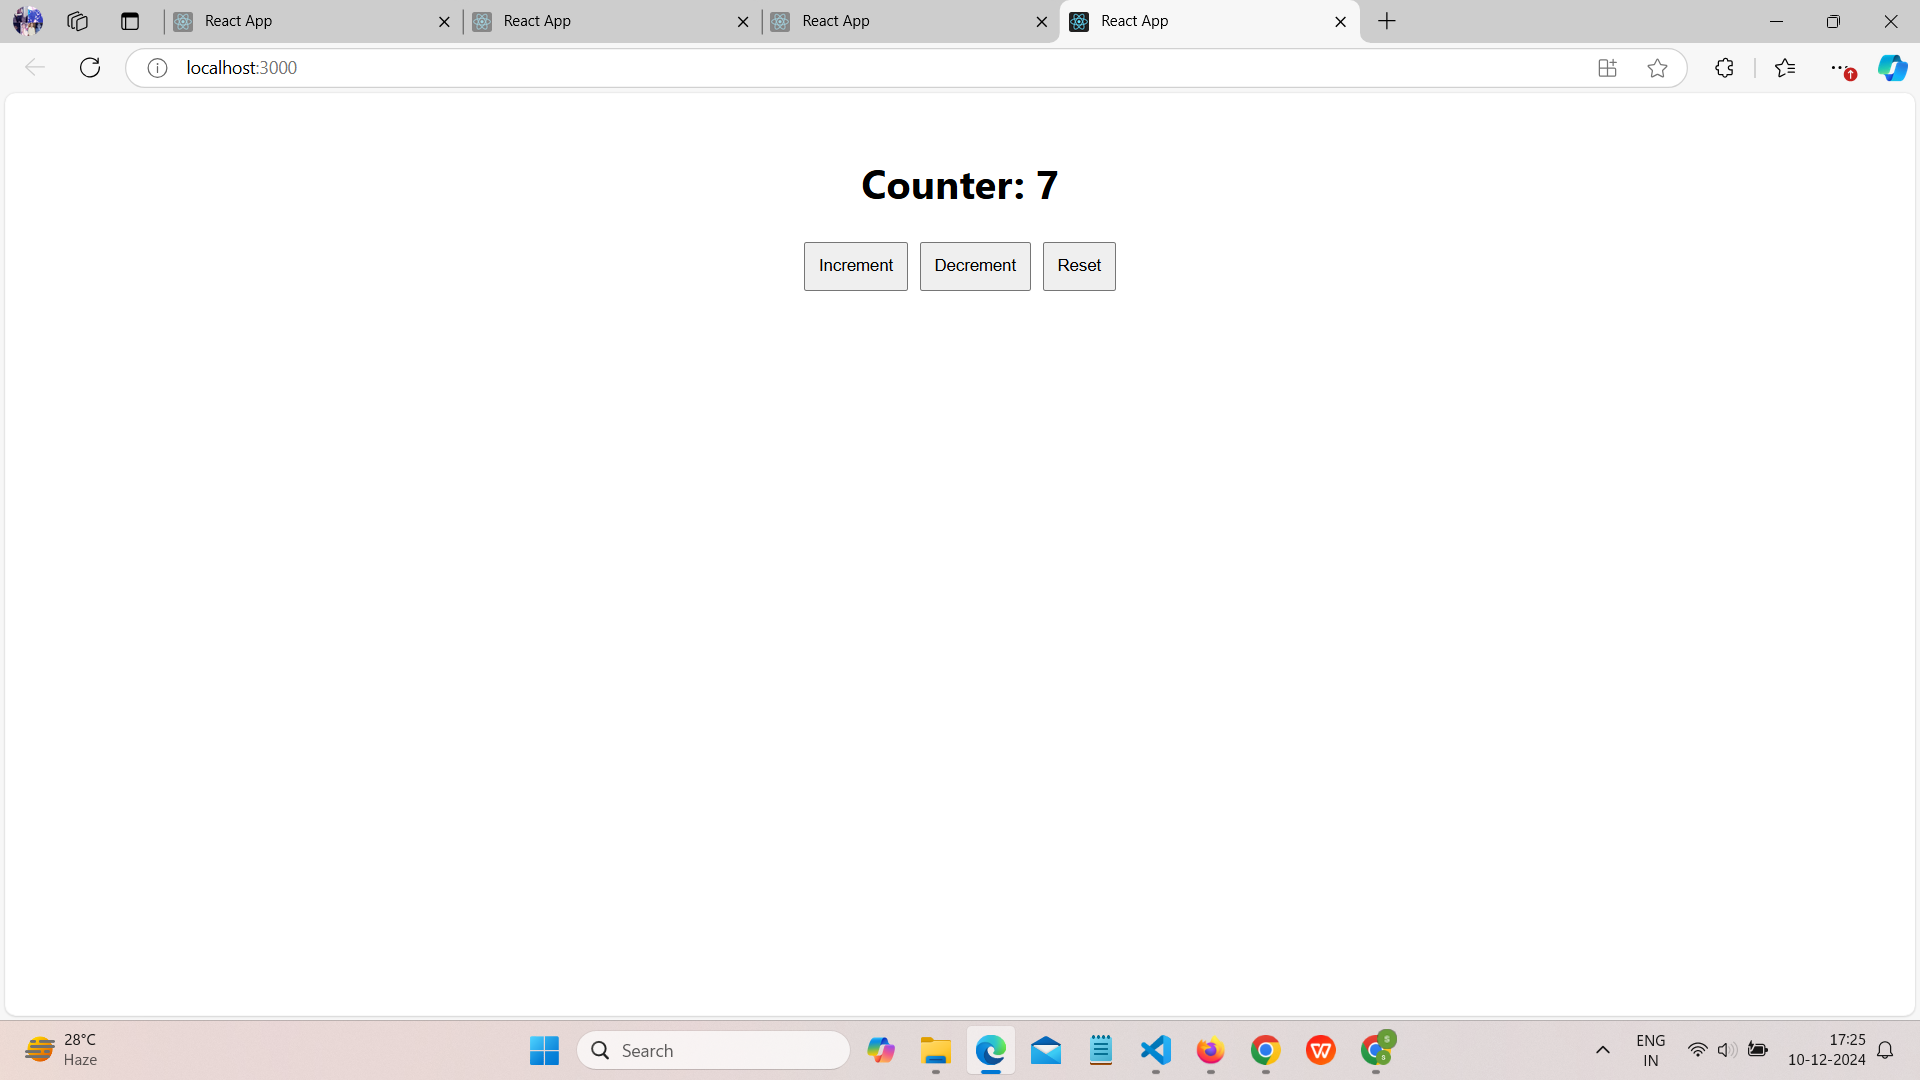 React App
React App
React App
React App
localhost:3000
Counter: 7
Increment
Decrement
Reset
28°C
Haze
Search
ENG
IN
17:25
10-12-2024